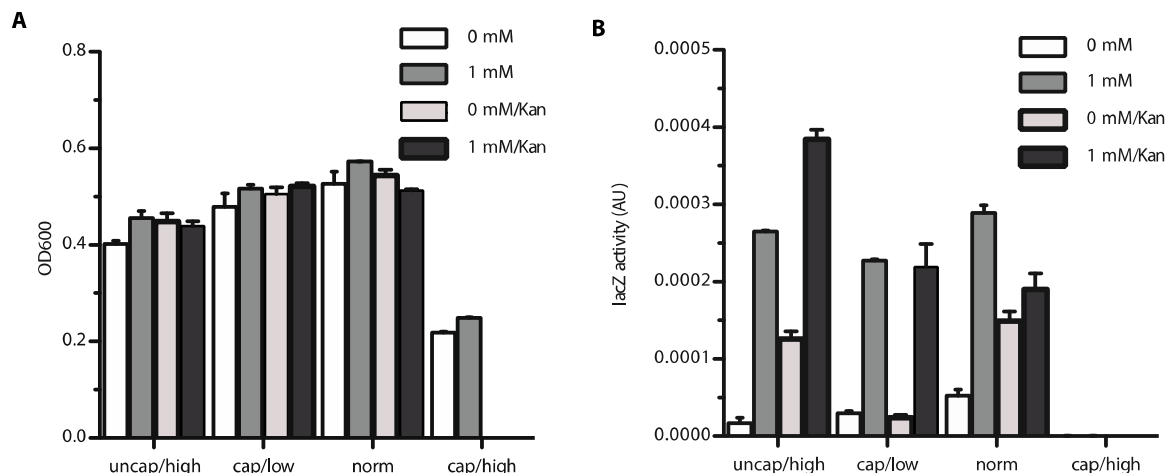 A
0 mM
1 mM
0 mM/Kan
1 mM/Kan
0.8
0.6
0.4
0.2
0.0
OD600
uncap/high cap/low norm cap/high
B
0 mM
1 mM
0 mM/Kan
1 mM/Kan
0.0005
0.0004
0.0003
0.0002
0.0001
0.0000
lacZ activity (AU)
uncap/high cap/low norm cap/high